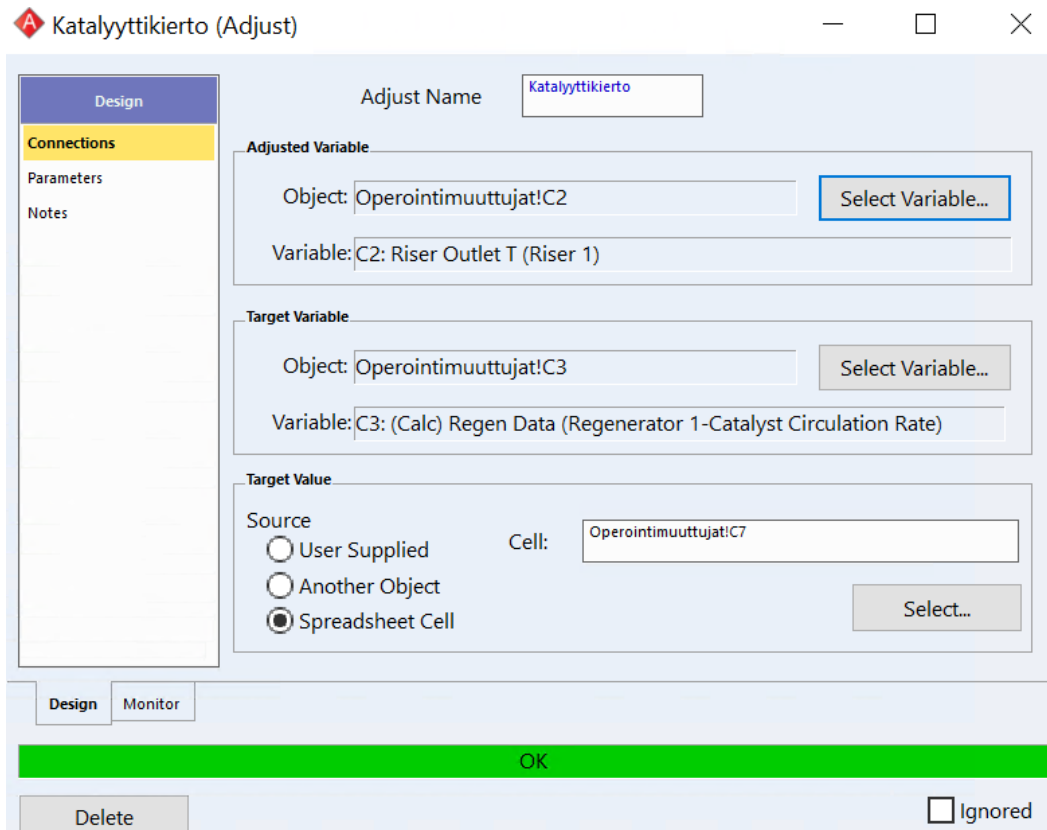 A Katalyyttikierto (Adjust)
Design
Connections
Parameters
Notes
Adjust Name Katalyyttikierto
Adjusted Variable
Object: Operointimuuttujat!C2 Select Variable...
Variable: C2: Riser Outlet T (Riser 1)
Target Variable
Object: Operointimuuttujat!C3 Select Variable...
Variable: C3: (Calc) Regen Data (Regenerator 1-Catalyst Circulation Rate)
Target Value
Source
User Supplied
Another Object
Spreadsheet Cell
Cell: Operointimuuttujat!C7
Select...
Design Monitor
OK
Delete Ignored